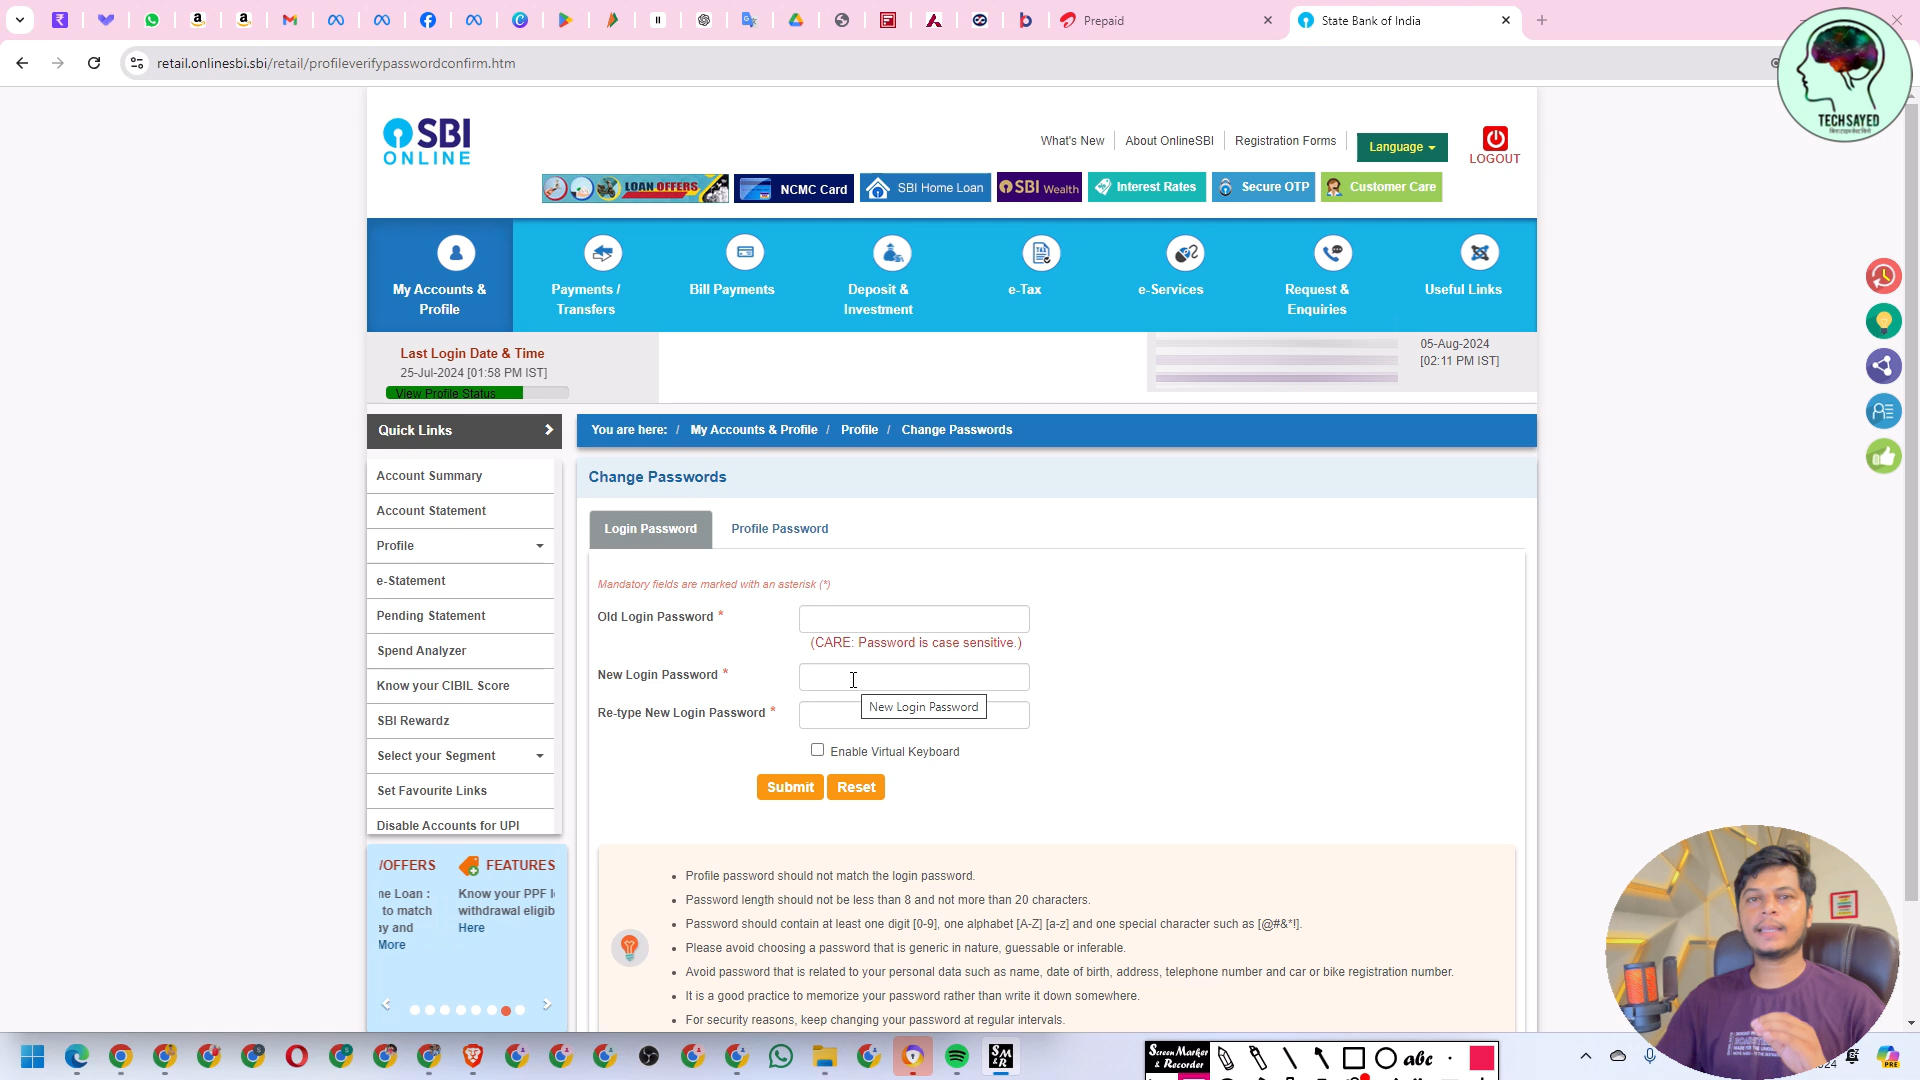 Prepaid
State Bank of India
retail.onlinesbi.sbi/retail/profileverifypasswordconfirm.htm
TECHSAYED
SBI
ONLINE
What's New
About OnlineSBI
Registration Forms
Language
LOGOUT
LOAN OFFERS
NCMC Card
SBI Home Loan
SBI Wealth
Interest Rates
Secure OTP
Customer Care
My Accounts &
Profile
Payments /
Transfers
Bill Payments
Deposit &
Investment
e-Tax
e-Services
Request &
Enquiries
Useful Links
Last Login Date & Time
25-Jul-2024 [01:58 PM IST]
View Profile Status
05-Aug-2024
[02:11 PM IST]
Quick Links
You are here: / My Accounts & Profile / Profile / Change Passwords
Account Summary
Account Statement
Profile
e-Statement
Pending Statement
Spend Analyzer
Know your CIBIL Score
SBI Rewardz
Select your Segment
Set Favourite Links
Disable Accounts for UPI
Change Passwords
Login Password
Profile Password
Mandatory fields are marked with an asterisk (*)
Old Login Password *
(CARE: Password is case sensitive.)
New Login Password *
New Login Password
Re-type New Login Password *
Enable Virtual Keyboard
Submit
Reset
/OFFERS
ne Loan :
to match
ay and
More
FEATURES
Know your PPF l
withdrawal eligib
Here
Profile password should not match the login password.
Password length should not be less than 8 and not more than 20 characters.
Password should contain at least one digit [0-9], one alphabet [A-Z] [a-z] and one special character such as [@#&*!].
Please avoid choosing a password that is generic in nature, guessable or inferable.
Avoid password that is related to your personal data such as name, date of birth, address, telephone number and car or bike registration number.
It is a good practice to memorize your password rather than write it down somewhere.
For security reasons, keep changing your password at regular intervals.
Screen Marker
& Recorder
abc
SM
&R
PRE